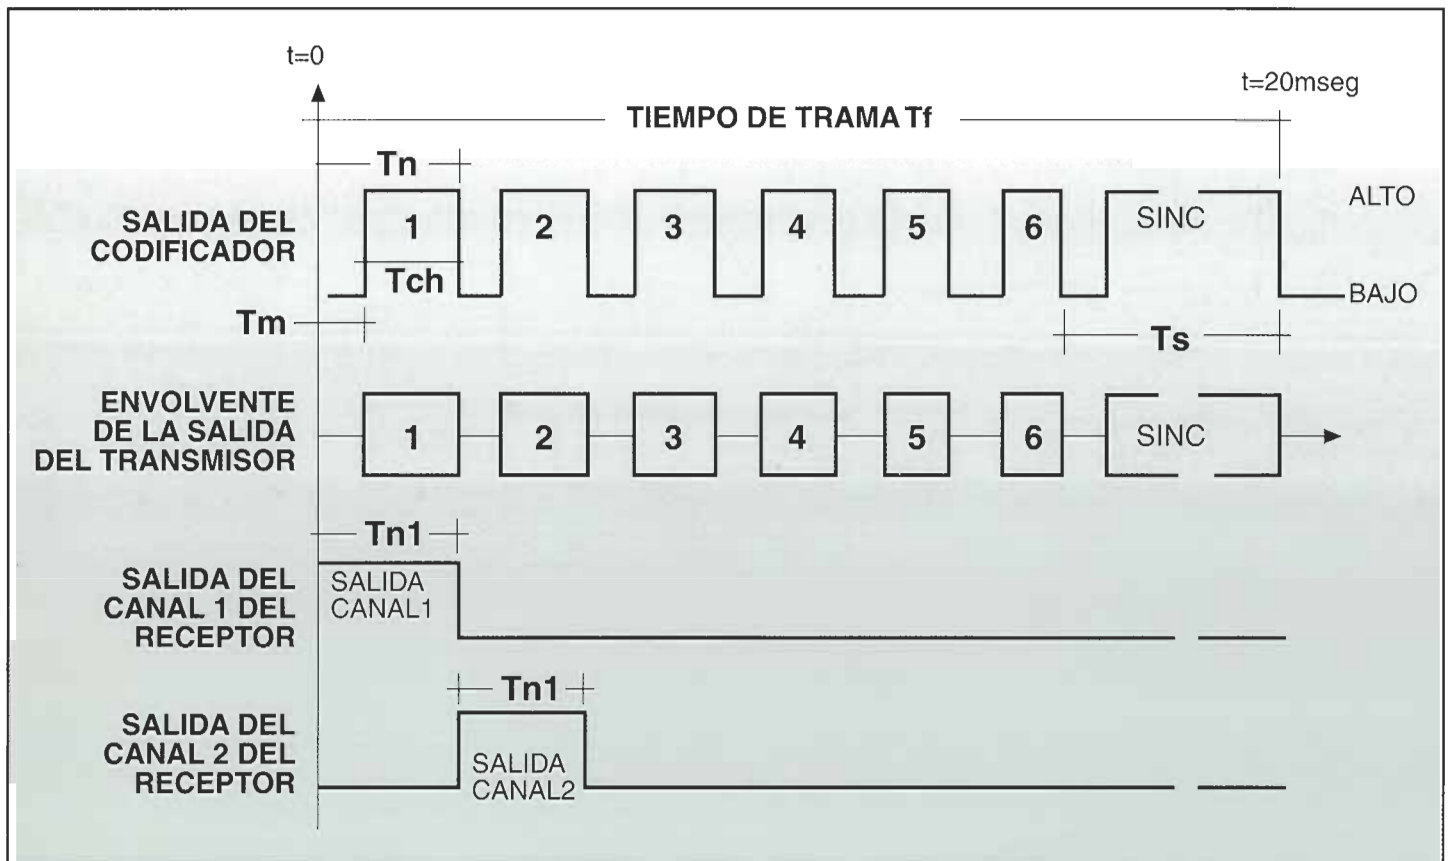 t=0
t=20mseg
TIEMPO DE TRAMA Tf
Tn
SALIDA DEL
CODIFICADOR
1
2
3
4
5
6
SINC
ALTO
Tch
BAJO
Tm
Ts
ENVOLVENTE
DE LA SALIDA
DEL TRANSMISOR
1
2
3
4
5
6
SINC
Tn1
SALIDA DEL
CANAL 1 DEL
RECEPTOR
SALIDA
CANAL1
Tn1
SALIDA DEL
CANAL 2 DEL
RECEPTOR
SALIDA
CANAL2